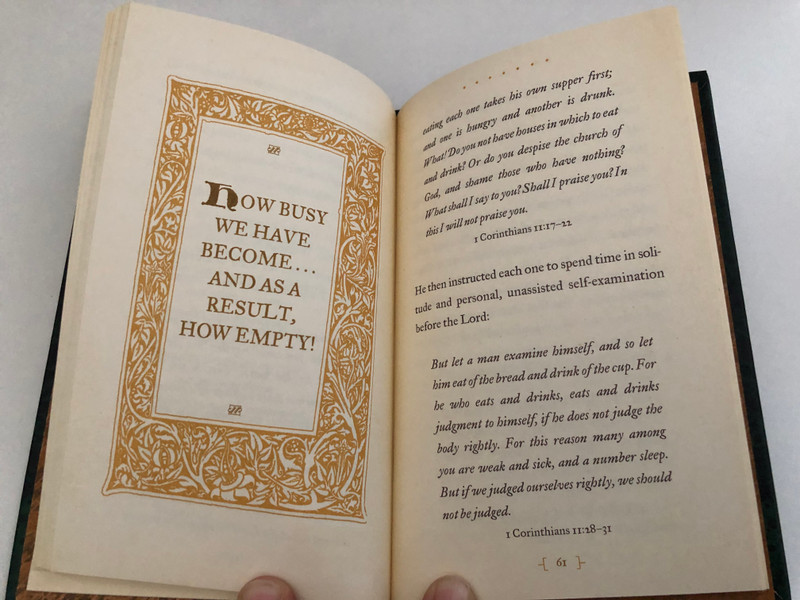 HOW BUSY
WE HAVE
BECOME...
AND AS A
RESULT,
HOW EMPTY!
eating each one takes his own supper first;
and one is hungry and another is drunk.
What! Do you not have houses in which to eat
and drink? Or do you despise the church of
God, and shame those who have nothing?
What shall I say to you? Shall I praise you? In
this I will not praise you.
1 Corinthians 11:17–22
He then instructed each one to spend time in soli-
tude and personal, unassisted self-examination
before the Lord:
But let a man examine himself, and so let
him eat of the bread and drink of the cup. For
he who eats and drinks, eats and drinks
judgment to himself, if he does not judge the
body rightly. For this reason many among
you are weak and sick, and a number sleep.
But if we judged ourselves rightly, we should
not be judged.
1 Corinthians 11:28–31
61